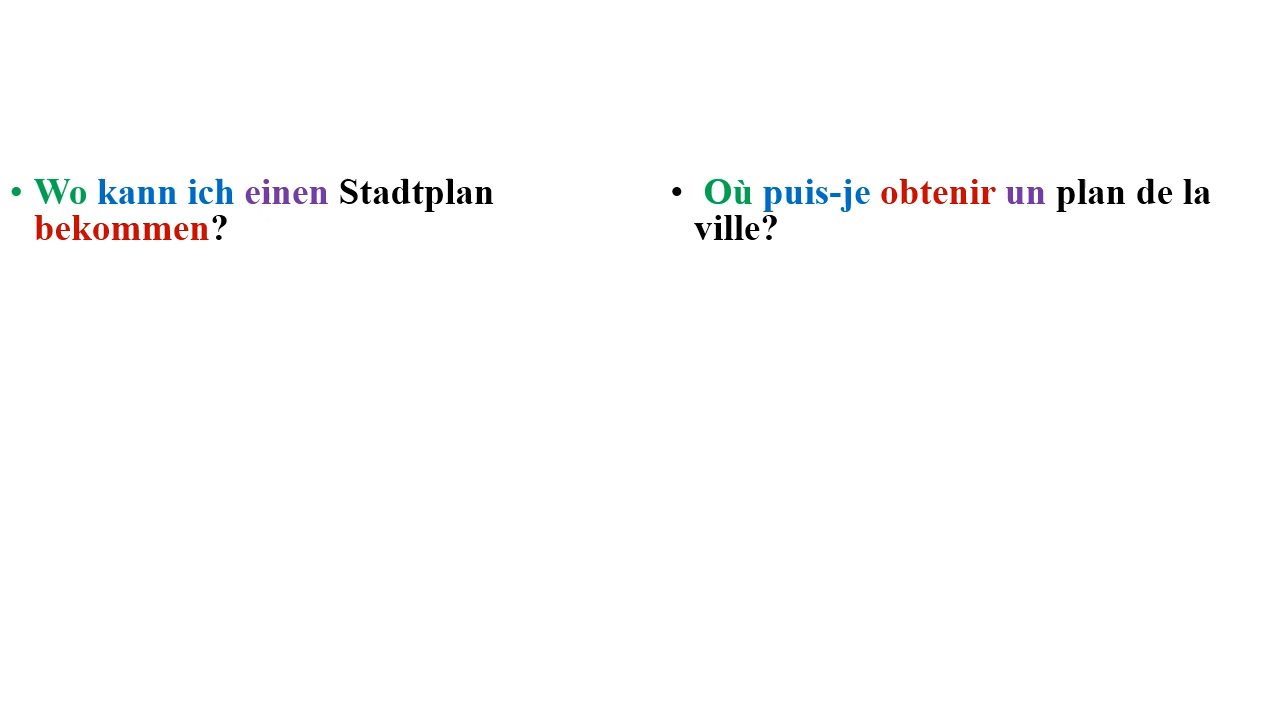 • Wo kann ich einen Stadtplan
bekommen?
• Où puis-je obtenir un plan de la
ville?